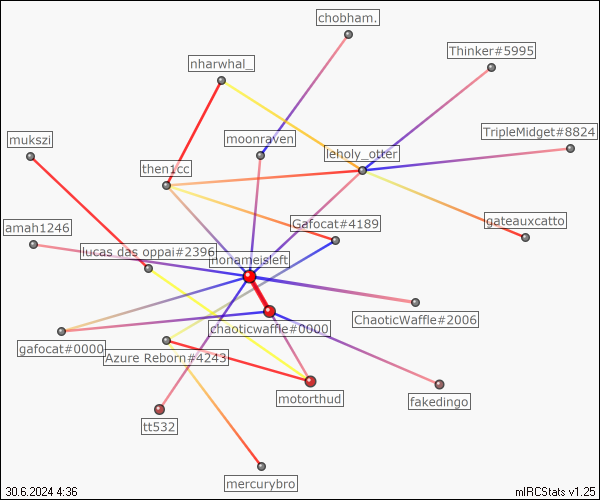 chobham.
Thinker#5995
nharwhal_
TripleMidget#8824
mukszi
moonraven
leholy_otter
then1cc
amah1246
Gafocat#4189
gateauxcatto
lucas das oppai#2396
nonameisleft
ChaoticWaffle#2006
chaoticwaffle#0000
gafocat#0000
Azure Reborn#4243
motorthud
fakedingo
tt532
mercurybro
30.6.2024 4:36
mIRCStats v1.25